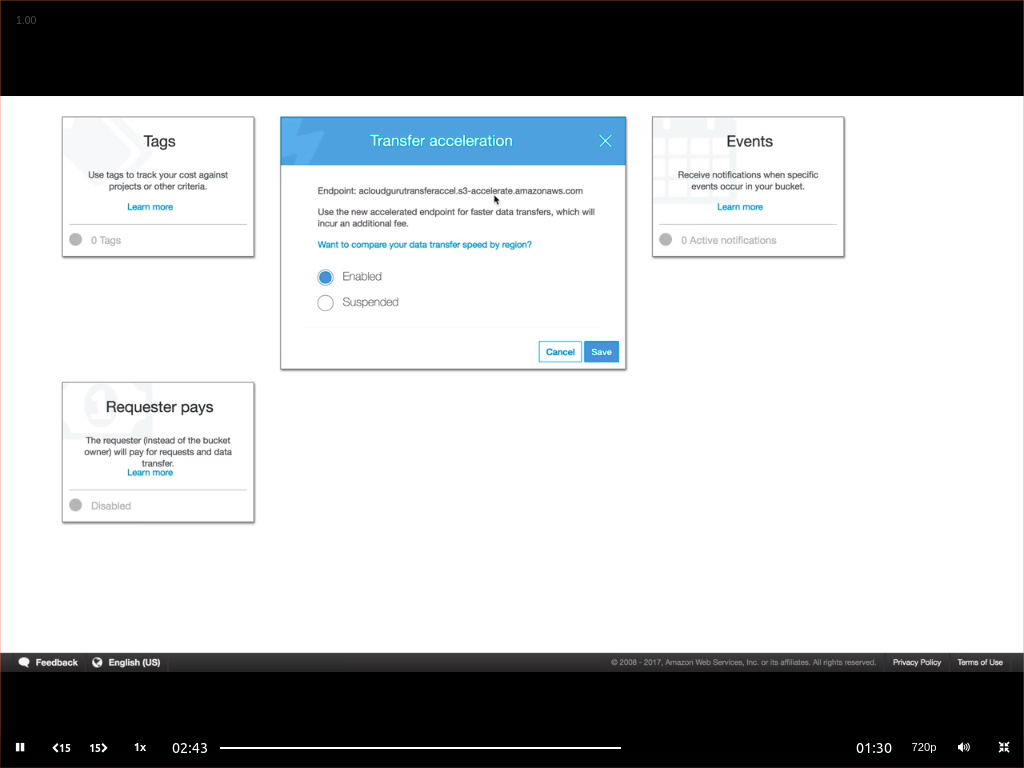 1.00
Tags
Use tags to track your cost against
projects or other criteria.
Learn more
0 Tags
Transfer acceleration
Endpoint: acloudgurutransferaccel.s3-accelerate.amazonaws.com
Use the new accelerated endpoint for faster data transfers, which will
incur an additional fee.
Want to compare your data transfer speed by region?
Enabled
Suspended
Cancel Save
Events
Receive notifications when specific
events occur in your bucket.
Learn more
0 Active notifications
Requester pays
The requester (instead of the bucket
owner) will pay for requests and data
transfer.
Learn more
Disabled
Feedback English (US) © 2008 - 2017, Amazon Web Services, Inc. or its affiliates. All rights reserved. Privacy Policy Terms of Use
15 15 1x 02:43 01:30 720p